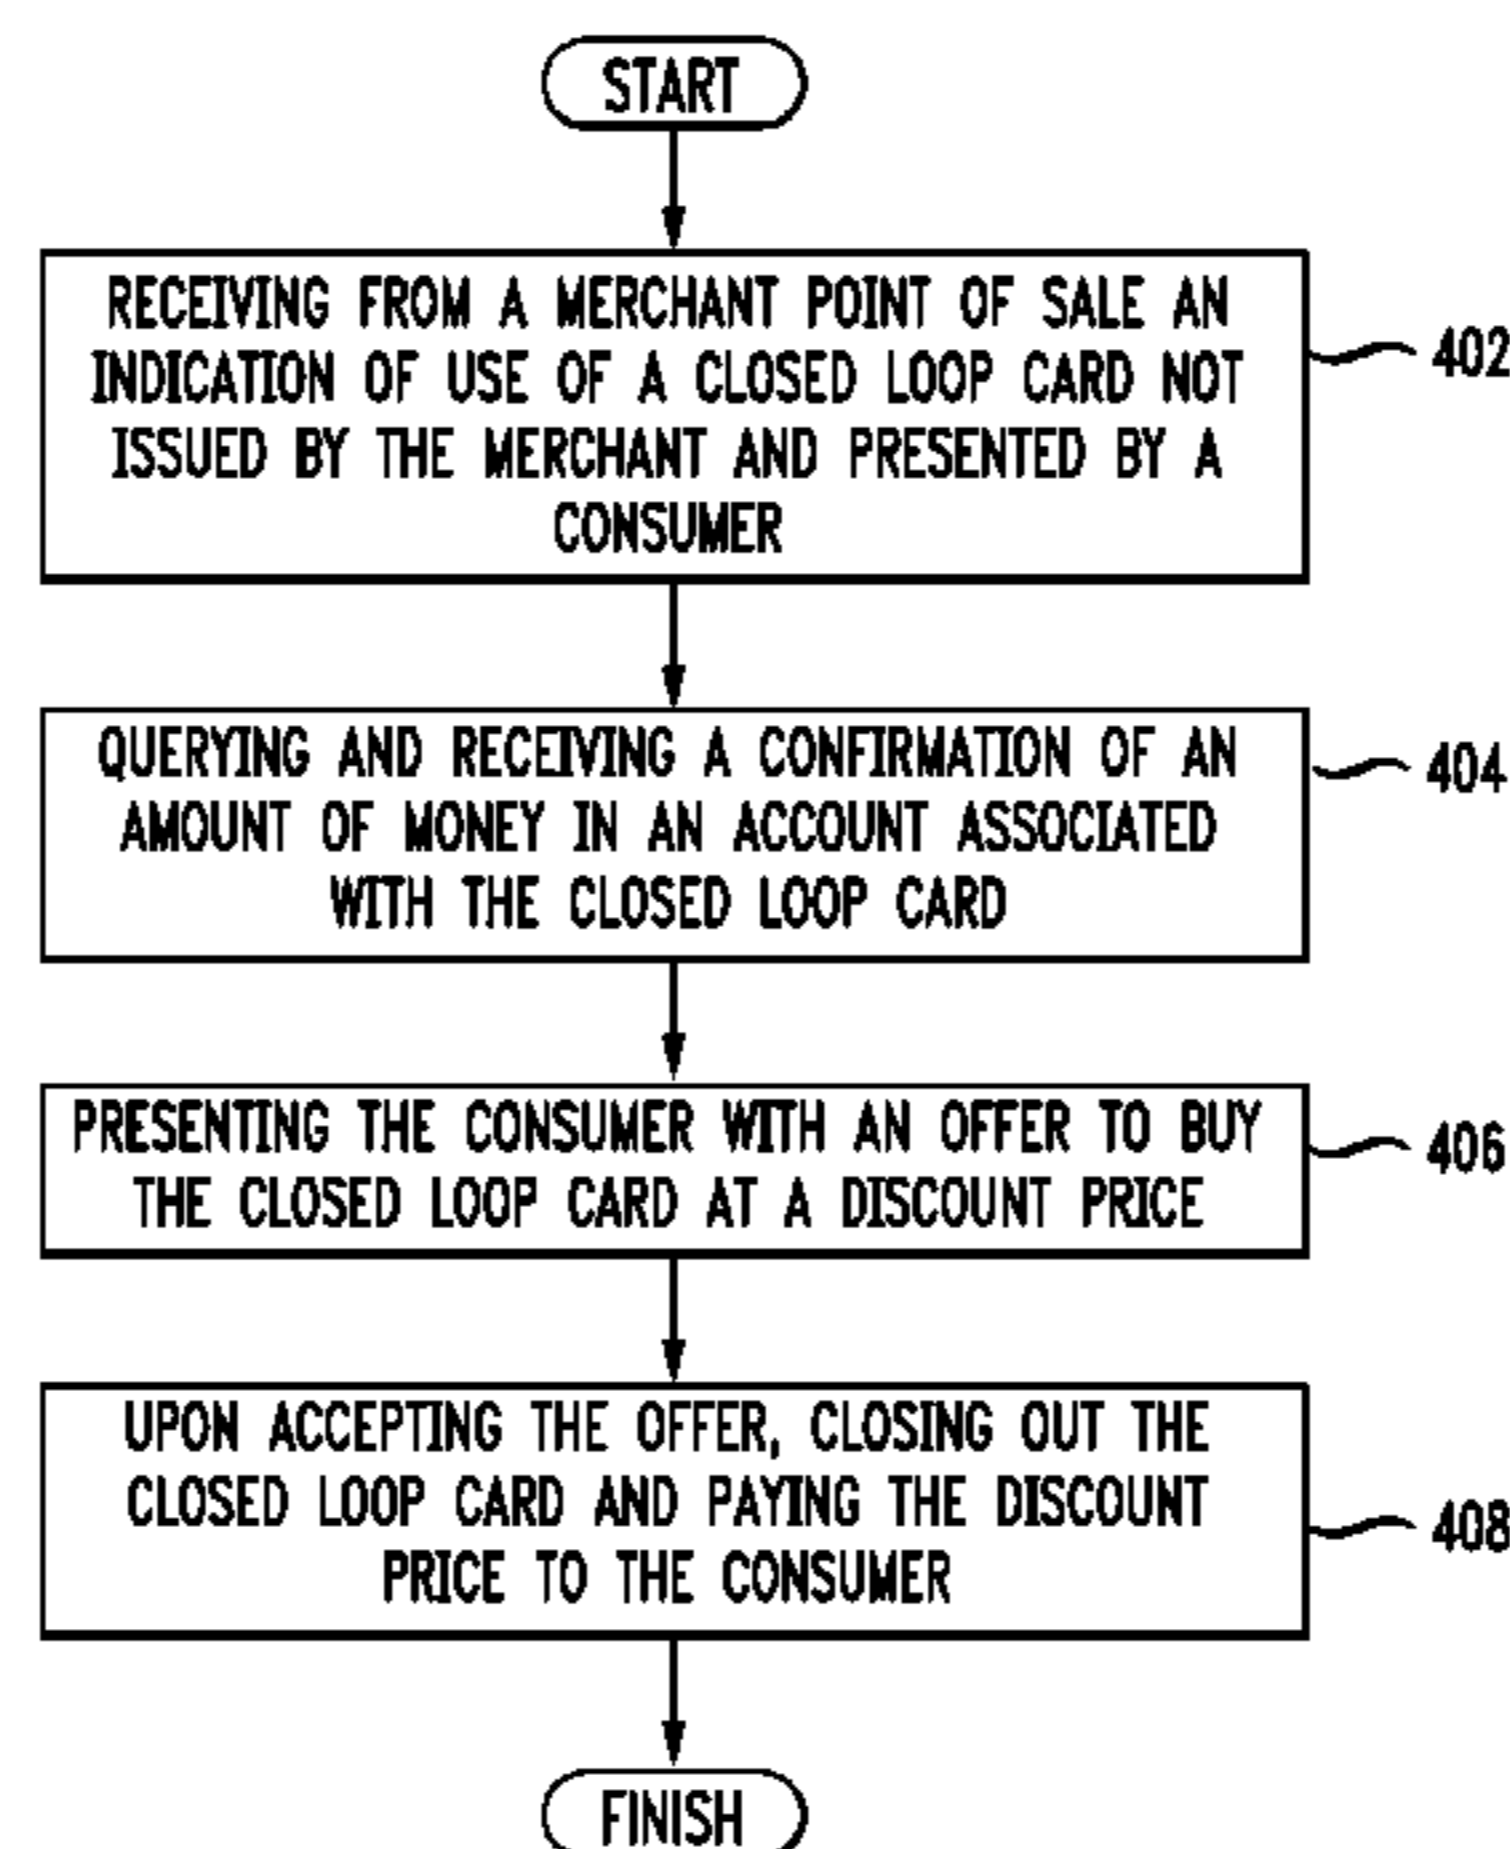 START
RECEIVING FROM A MERCHANT POINT OF SALE AN
INDICATION OF USE OF A CLOSED LOOP CARD NOT
ISSUED BY THE MERCHANT AND PRESENTED BY A
CONSUMER
402
QUERYING AND RECEIVING A CONFIRMATION OF AN
AMOUNT OF MONEY IN AN ACCOUNT ASSOCIATED
WITH THE CLOSED LOOP CARD
404
PRESENTING THE CONSUMER WITH AN OFFER TO BUY
THE CLOSED LOOP CARD AT A DISCOUNT PRICE
406
UPON ACCEPTING THE OFFER, CLOSING OUT THE
CLOSED LOOP CARD AND PAYING THE DISCOUNT
PRICE TO THE CONSUMER
408
FINISH